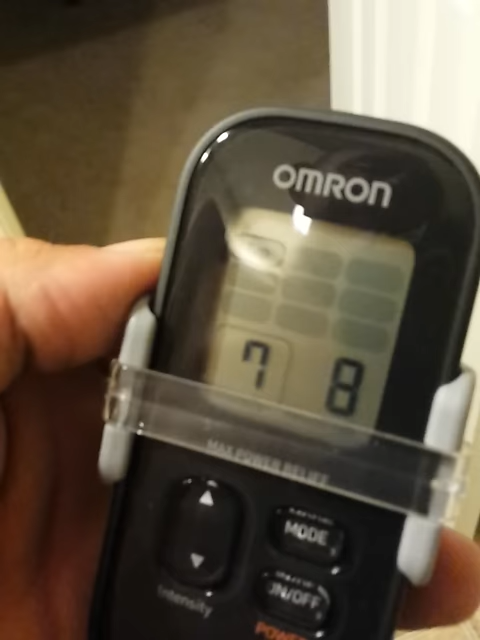 OMRON
7 8
MAX POWER RELIEF
MODE
ON/OFF
Intensity